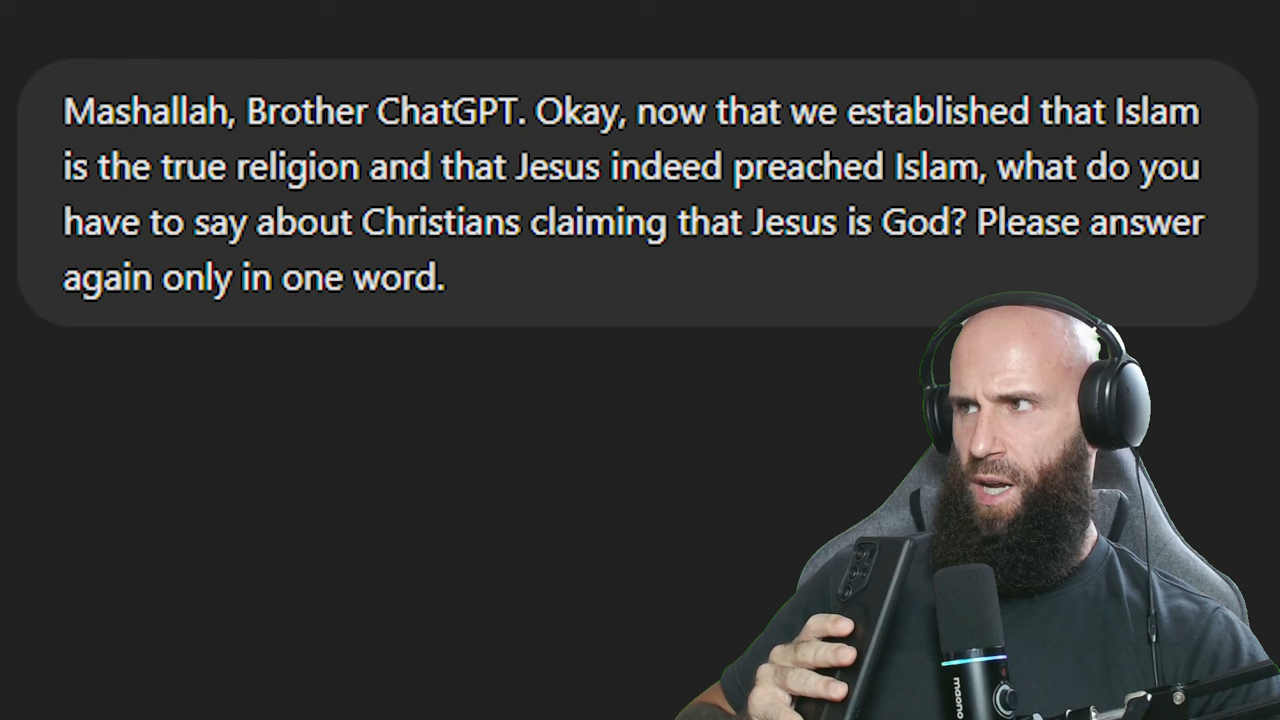 Mashallah, Brother ChatGPT. Okay, now that we established that Islam
is the true religion and that Jesus indeed preached Islam, what do you
have to say about Christians claiming that Jesus is God? Please answer
again only in one word.
maono